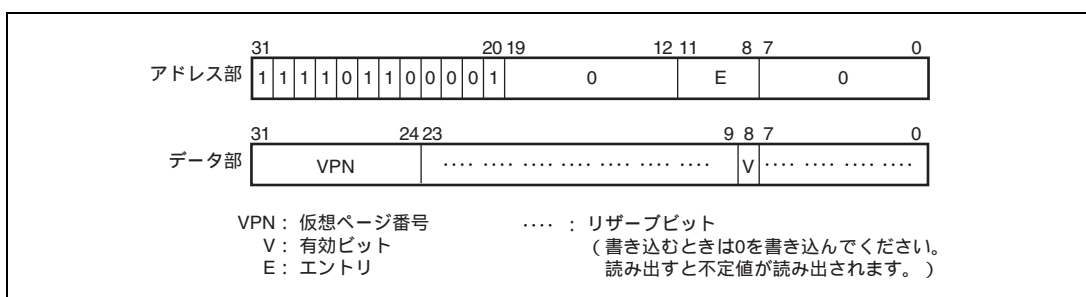 31 20 19 12 11 8 7 0
アドレス部 1 1 1 1 0 1 1 0 0 0 0 1 0 E 0
31 24 23 9 8 7 0
データ部 VPN ‥‥ ‥‥ ‥‥ ‥‥ ‥‥ ‥‥ ‥‥ V ‥‥ ‥‥ ‥‥ ‥‥
VPN： 仮想ページ番号 ‥‥ ： リザーブビット
V： 有効ビット （書き込むときは0を書き込んでください。
E： エントリ 読み出すと不定値が読み出されます。）